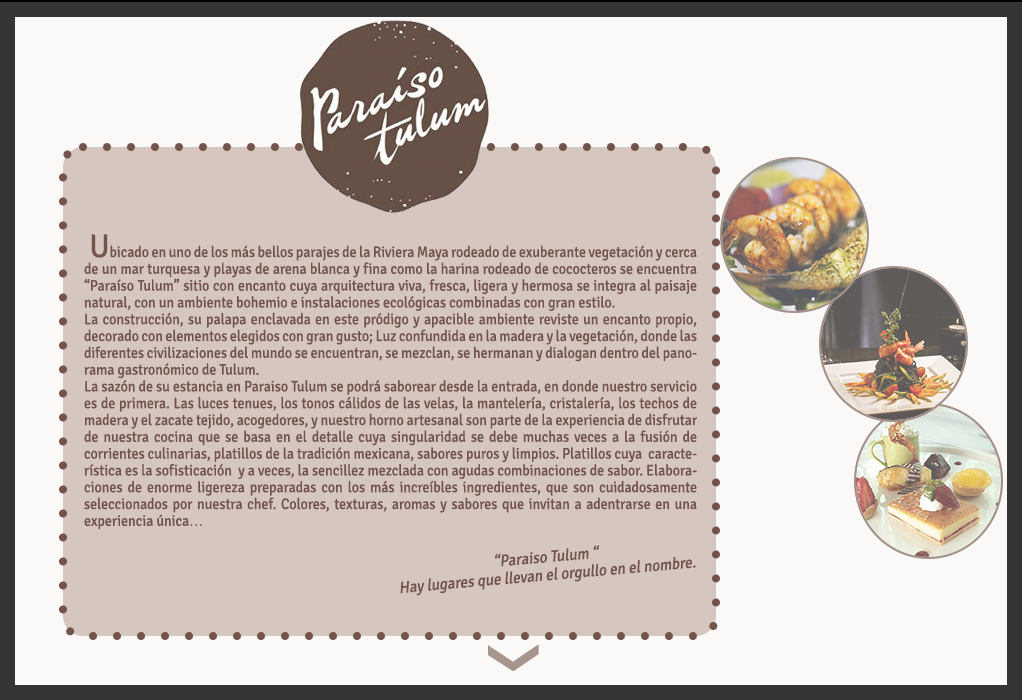 Paraíso
tulum
Ubicado en uno de los más bellos parajes de la Riviera Maya rodeado de exuberante vegetación y cerca
de un mar turquesa y playas de arena blanca y fina como la harina rodeado de cococteros se encuentra
“Paraíso Tulum” sitio con encanto cuya arquitectura viva, fresca, ligera y hermosa se integra al paisaje
natural, con un ambiente bohemio e instalaciones ecológicas combinadas con gran estilo.
La construcción, su palapa enclavada en este pródigo y apacible ambiente reviste un encanto propio,
decorado con elementos elegidos con gran gusto; Luz confundida en la madera y la vegetación, donde las
diferentes civilizaciones del mundo se encuentran, se mezclan, se hermanan y dialogan dentro del pano-
rama gastronómico de Tulum.
La sazón de su estancia en Paraiso Tulum se podrá saborear desde la entrada, en donde nuestro servicio
es de primera. Las luces tenues, los tonos cálidos de las velas, la mantelería, cristalería, los techos de
madera y el zacate tejido, acogedores, y nuestro horno artesanal son parte de la experiencia de disfrutar
de nuestra cocina que se basa en el detalle cuya singularidad se debe muchas veces a la fusión de
corrientes culinarias, platillos de la tradición mexicana, sabores puros y limpios. Platillos cuya caracte-
rística es la sofisticación y a veces, la sencillez mezclada con agudas combinaciones de sabor. Elabora-
ciones de enorme ligereza preparadas con los más increíbles ingredientes, que son cuidadosamente
seleccionados por nuestra chef. Colores, texturas, aromas y sabores que invitan a adentrarse en una
experiencia única…
“Paraiso Tulum “
Hay lugares que llevan el orgullo en el nombre.